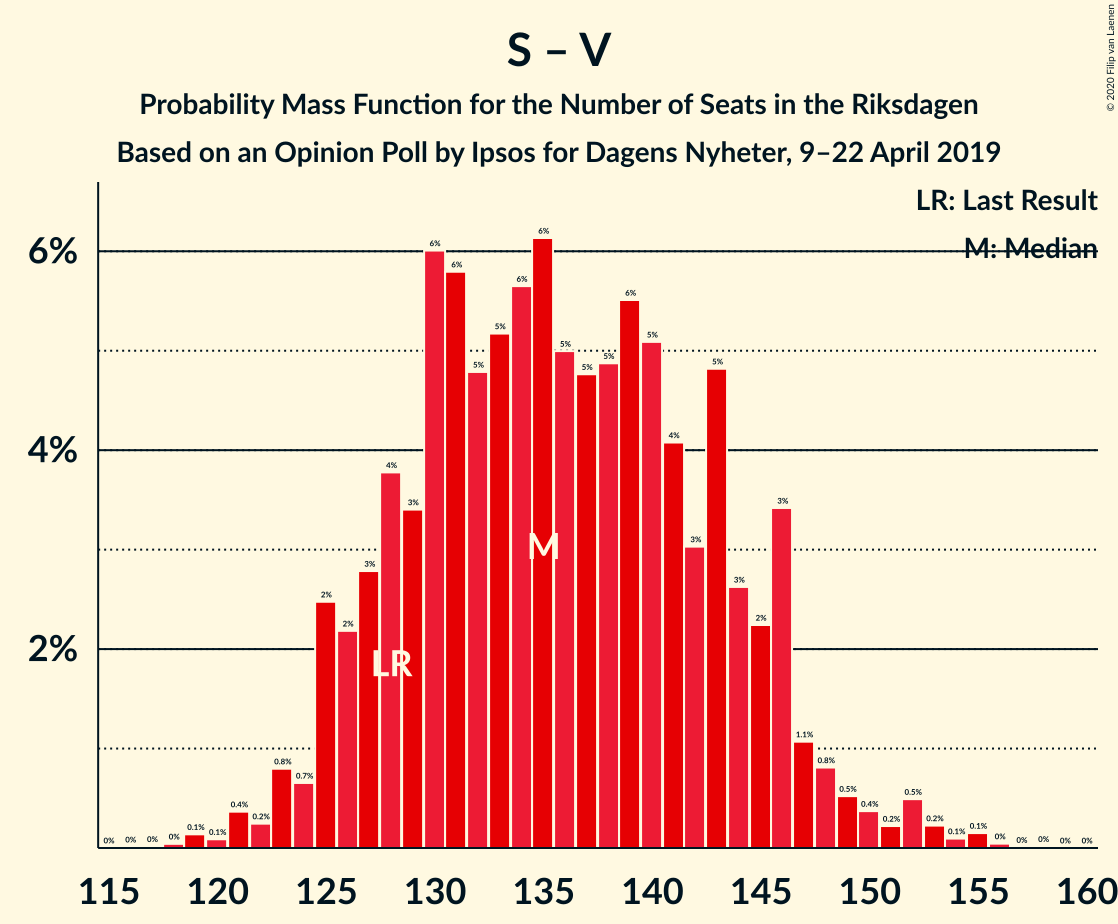 S – V
Probability Mass Function for the Number of Seats in the Riksdagen
Based on an Opinion Poll by Ipsos for Dagens Nyheter, 9–22 April 2019
© 2020 Filip van Laenen
LR: Last Result
M: Median
6%
4%
2%
0% 0% 0% 0% 0.1% 0.1% 0.4% 0.2% 0.8% 0.7% 2% 2% 3% 4% 3% 6% 6% 5% 5% 6% 6% 5% 5% 5% 6% 5% 4% 3% 5% 3% 2% 3% 1.1% 0.8% 0.5% 0.4% 0.2% 0.5% 0.2% 0.1% 0.1% 0% 0% 0% 0% 0%
M
LR
115 120 125 130 135 140 145 150 155 160